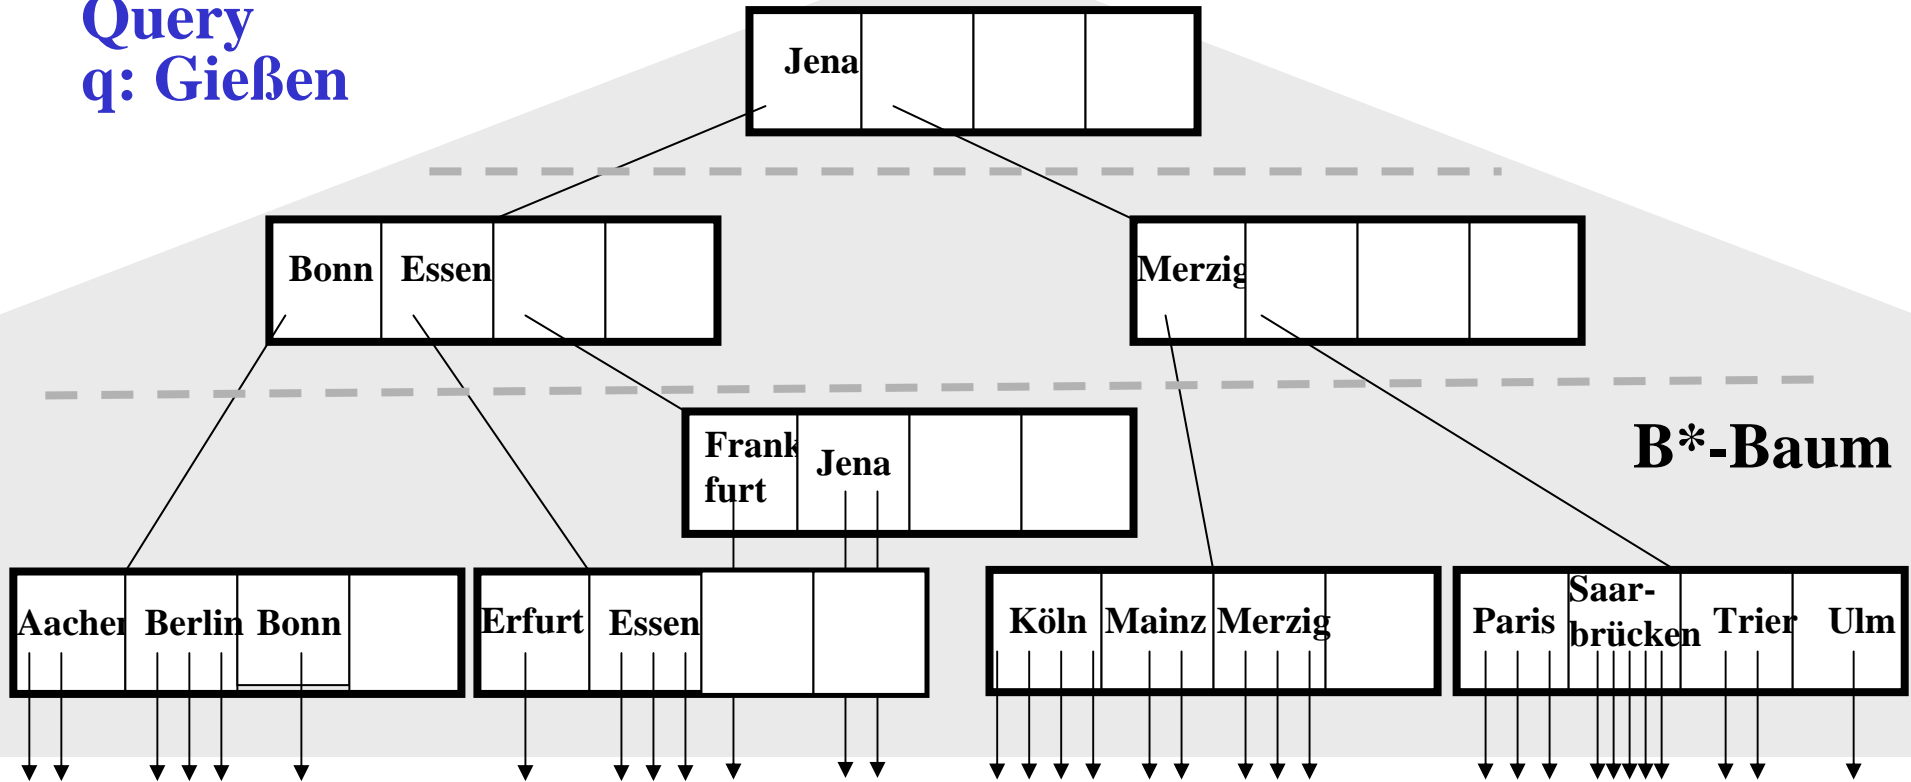 Query
q: Gießen
Jena
Bonn Essen
Merzig
Frank
furt
Jena
B*-Baum
Aachen Berlin Bonn
Erfurt Essen
Köln Mainz Merzig
Paris
Saar-
brücken
Trier Ulm